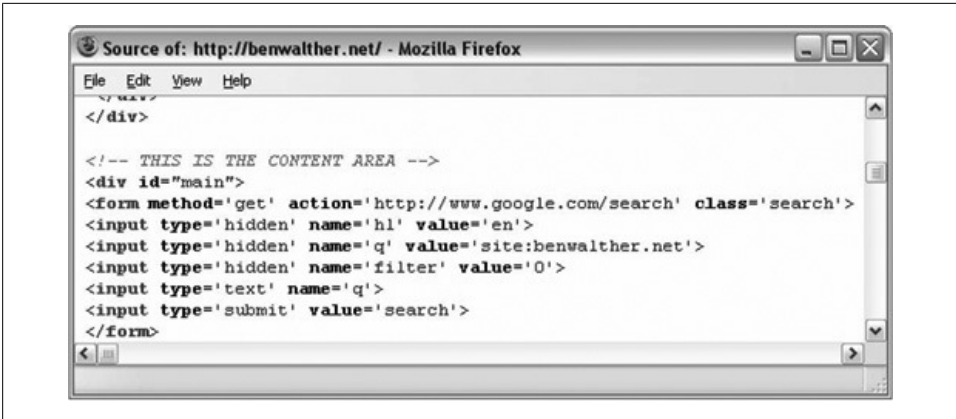 Source of: http://benwalther.net/ - Mozilla Firefox
File Edit View Help
</div>
</div>
<!-- THIS IS THE CONTENT AREA -->
<div id="main">
<form method='get' action='http://www.google.com/search' class='search'>
<input type='hidden' name='hl' value='en'>
<input type='hidden' name='q' value='site:benwalther.net'>
<input type='hidden' name='filter' value='0'>
<input type='text' name='q'>
<input type='submit' value='search'>
</form>